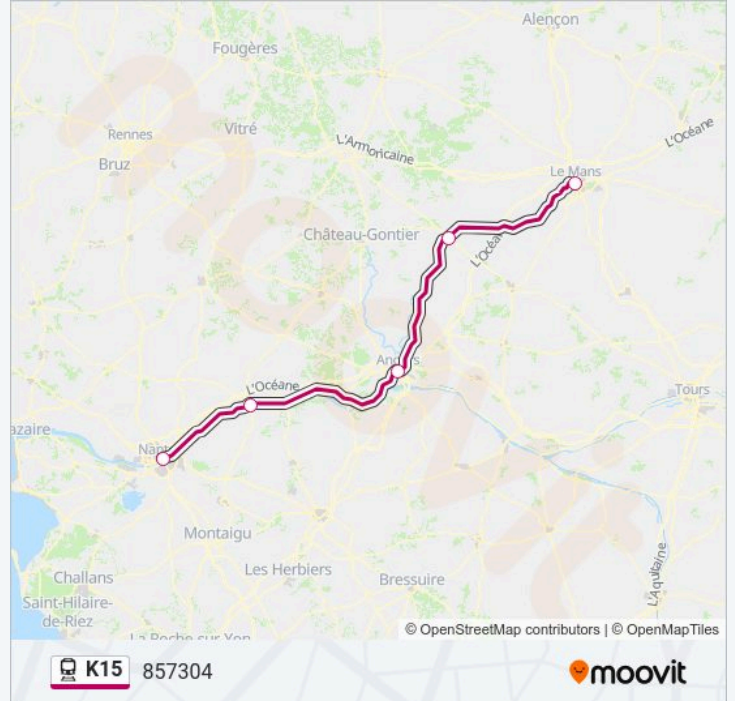 Alençon
Fougères
L'Océane
Rennes
Vitré
L'Armoricaine
Bruz
Le Mans
Château-Gontier
L'Océa
Angers
L'Océane
Tours
azaire
Nant
Montaigu
Les Herbiers
Challans
Bressuire
L'Aquitaine
Saint-Hilaire-
de-Riez
La Roche-sur-Yon
© OpenStreetMap contributors | © OpenMapTiles
K15 857304
moovit